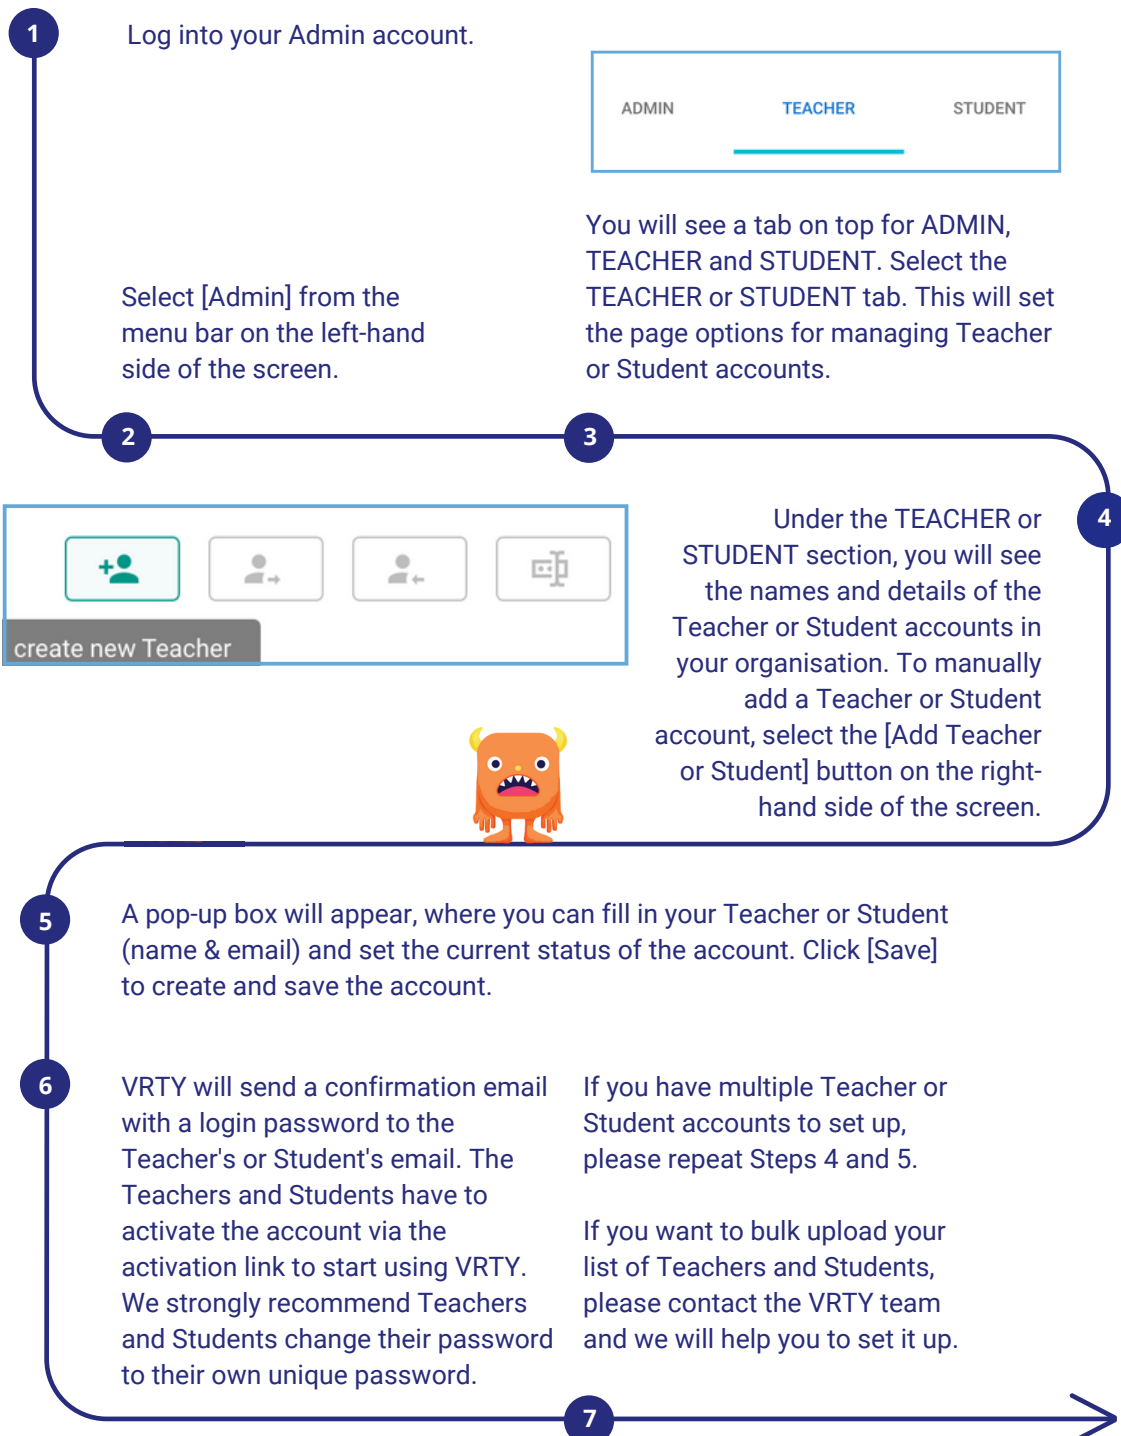 1
Log into your Admin account.
ADMIN
TEACHER
STUDENT
You will see a tab on top for ADMIN,
TEACHER and STUDENT. Select the
TEACHER or STUDENT tab. This will set
the page options for managing Teacher
or Student accounts.
Select [Admin] from the
menu bar on the left-hand
side of the screen.
2
3
4
create new Teacher
Under the TEACHER or
STUDENT section, you will see
the names and details of the
Teacher or Student accounts in
your organisation. To manually
add a Teacher or Student
account, select the [Add Teacher
or Student] button on the right-
hand side of the screen.
5
A pop-up box will appear, where you can fill in your Teacher or Student
(name & email) and set the current status of the account. Click [Save]
to create and save the account.
6
VRTY will send a confirmation email
with a login password to the
Teacher's or Student's email. The
Teachers and Students have to
activate the account via the
activation link to start using VRTY.
We strongly recommend Teachers
and Students change their password
to their own unique password.
If you have multiple Teacher or
Student accounts to set up,
please repeat Steps 4 and 5.
If you want to bulk upload your
list of Teachers and Students,
please contact the VRTY team
and we will help you to set it up.
7